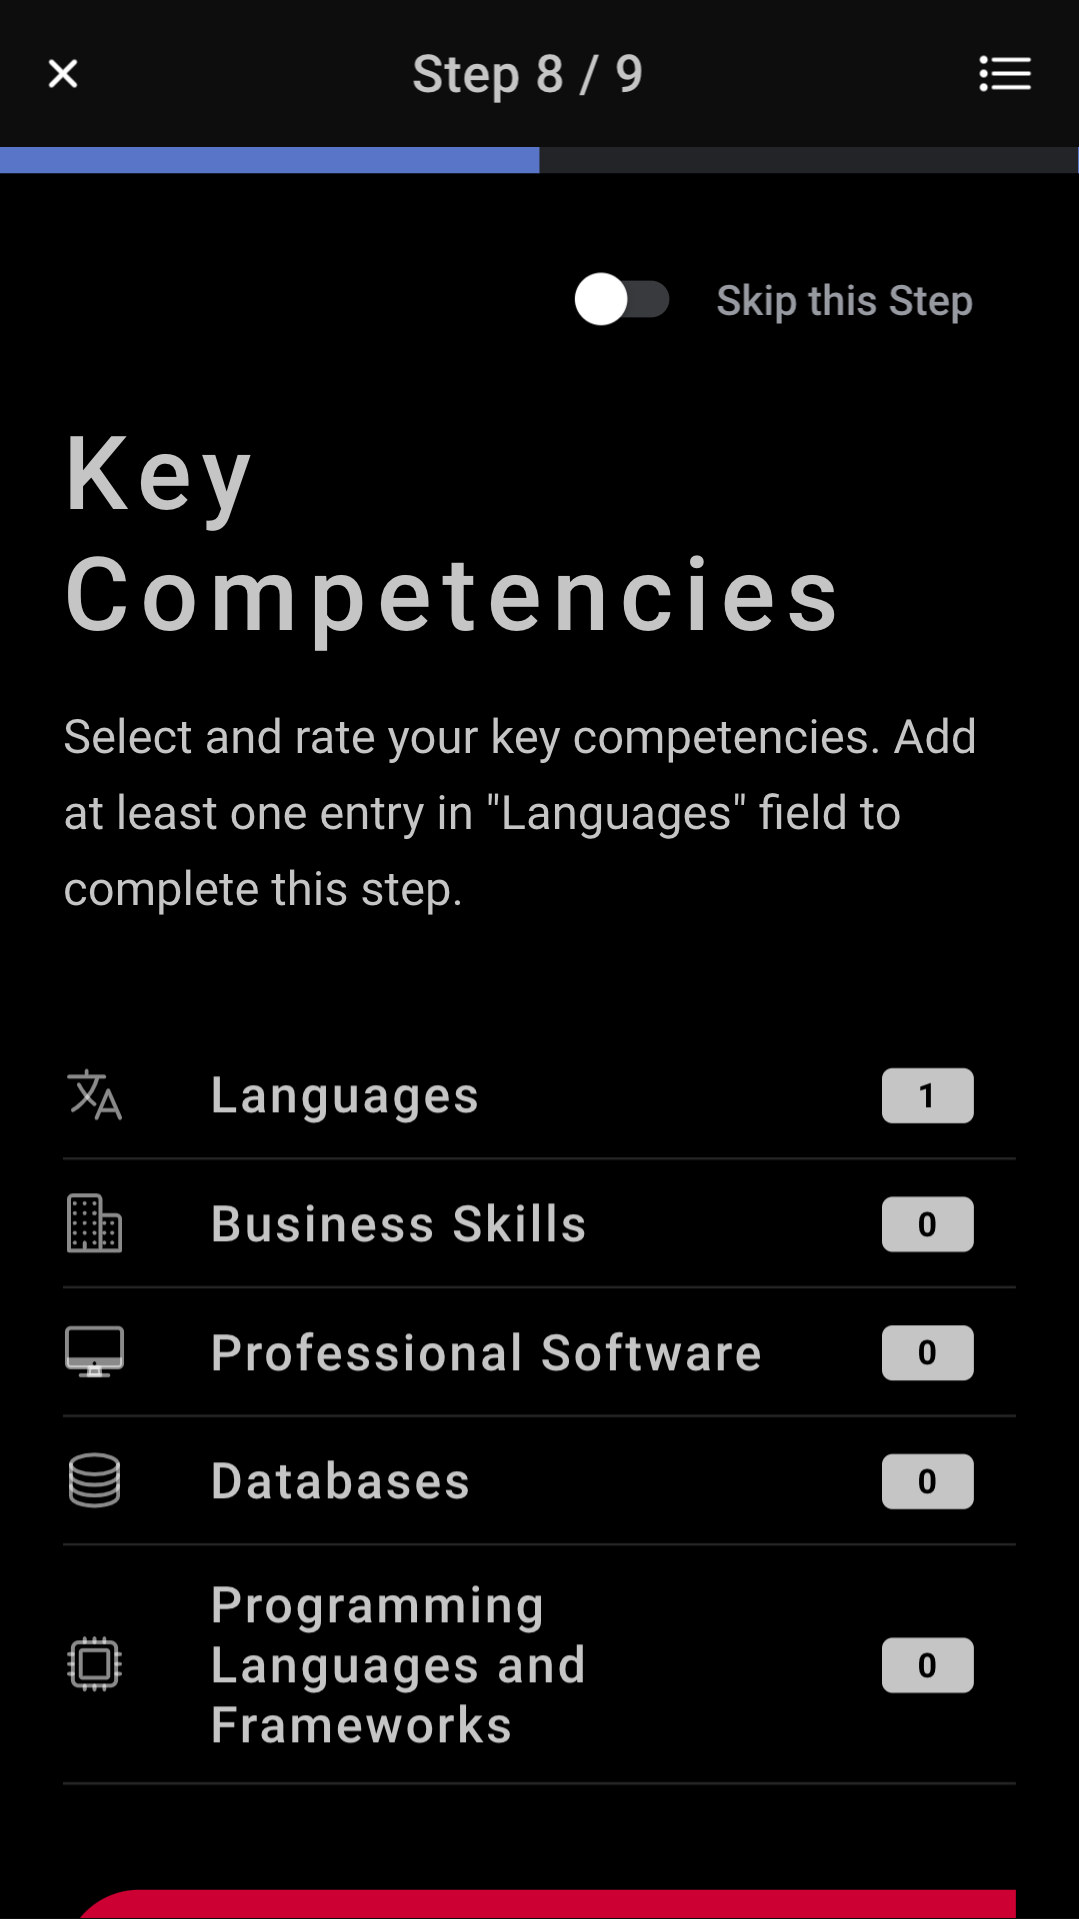 Step 8 / 9
Skip this Step
Key
Competencies
Select and rate your key competencies. Add
at least one entry in "Languages" field to
complete this step.
Languages 1
Business Skills 0
Professional Software 0
Databases 0
Programming
Languages and 0
Frameworks